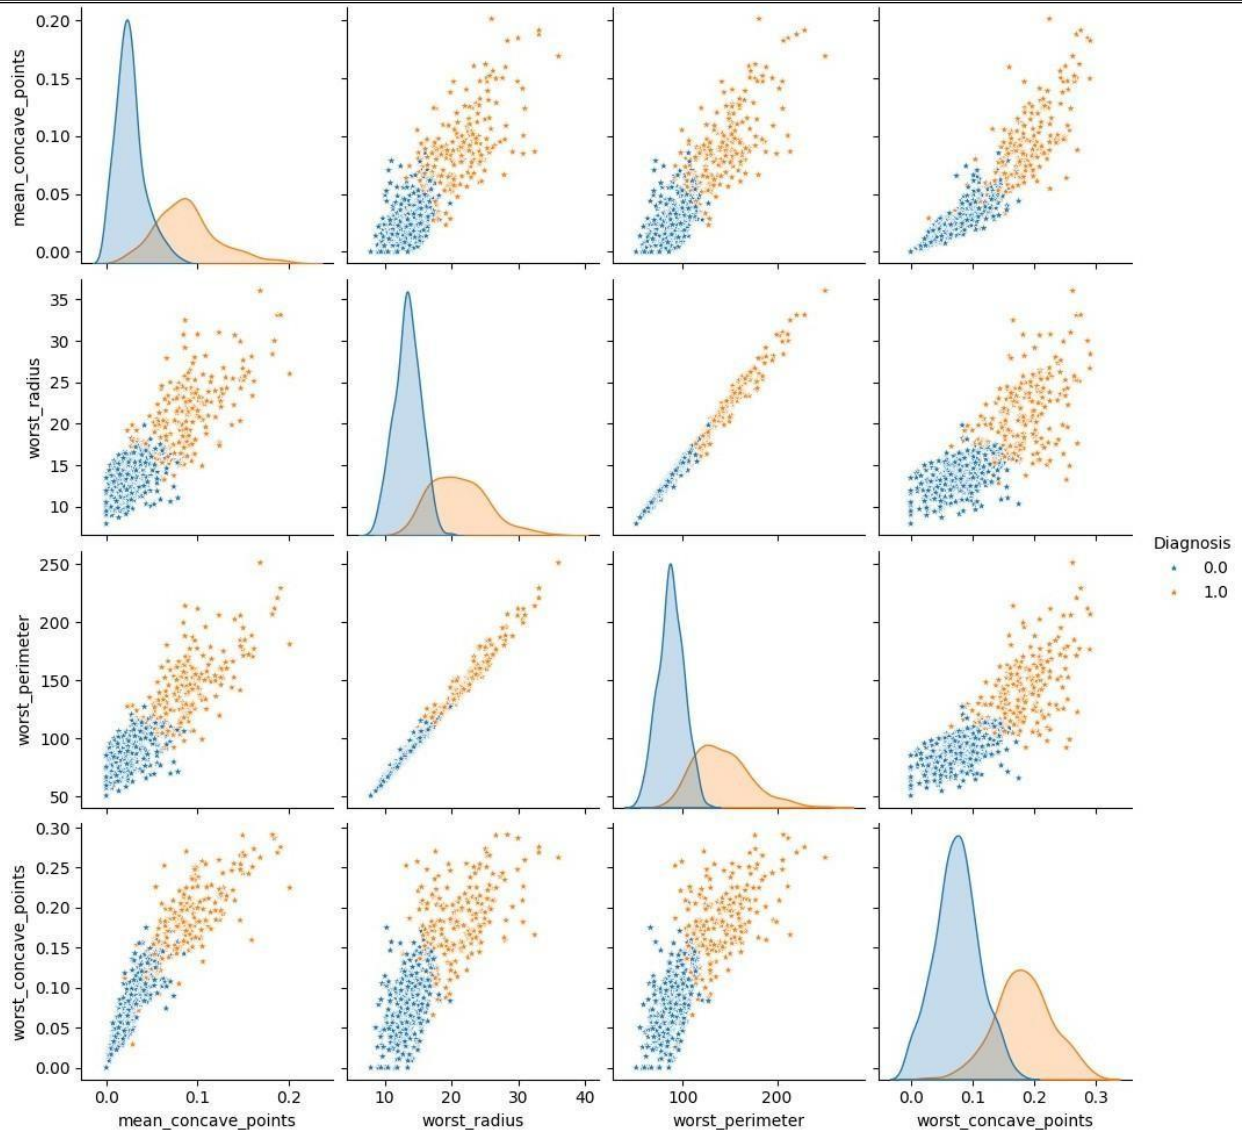 mean_concave_points
0.20
0.15
0.10
0.05
0.00
worst_radius
35
30
25
20
15
10
Diagnosis
0.0
1.0
worst_perimeter
250
200
150
100
50
worst_concave_points
0.30
0.25
0.20
0.15
0.10
0.05
0.00
0.0 0.1 0.2
10 20 30 40
100 200
0.0 0.1 0.2 0.3
mean_concave_points
worst_radius
worst_perimeter
worst_concave_points